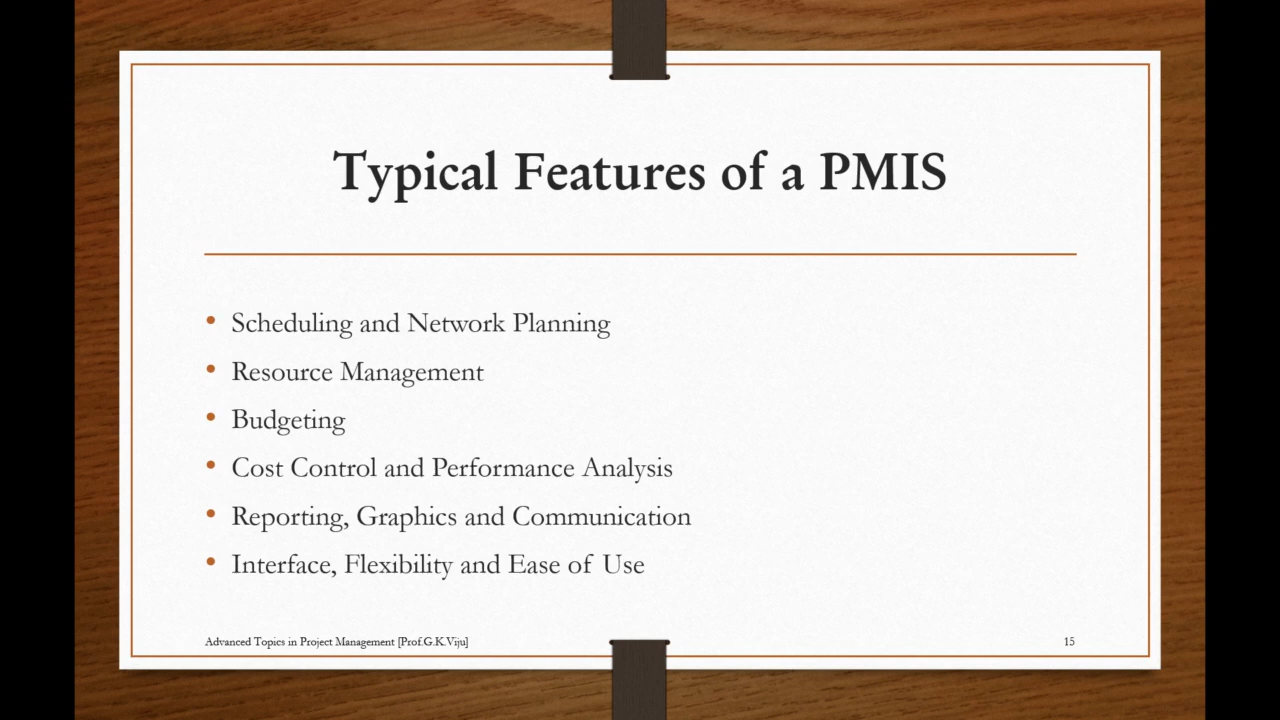 Typical Features of a PMIS
• Scheduling and Network Planning
• Resource Management
• Budgeting
• Cost Control and Performance Analysis
• Reporting, Graphics and Communication
• Interface, Flexibility and Ease of Use
Advanced Topics in Project Management [Prof.G.K.Viju]
15